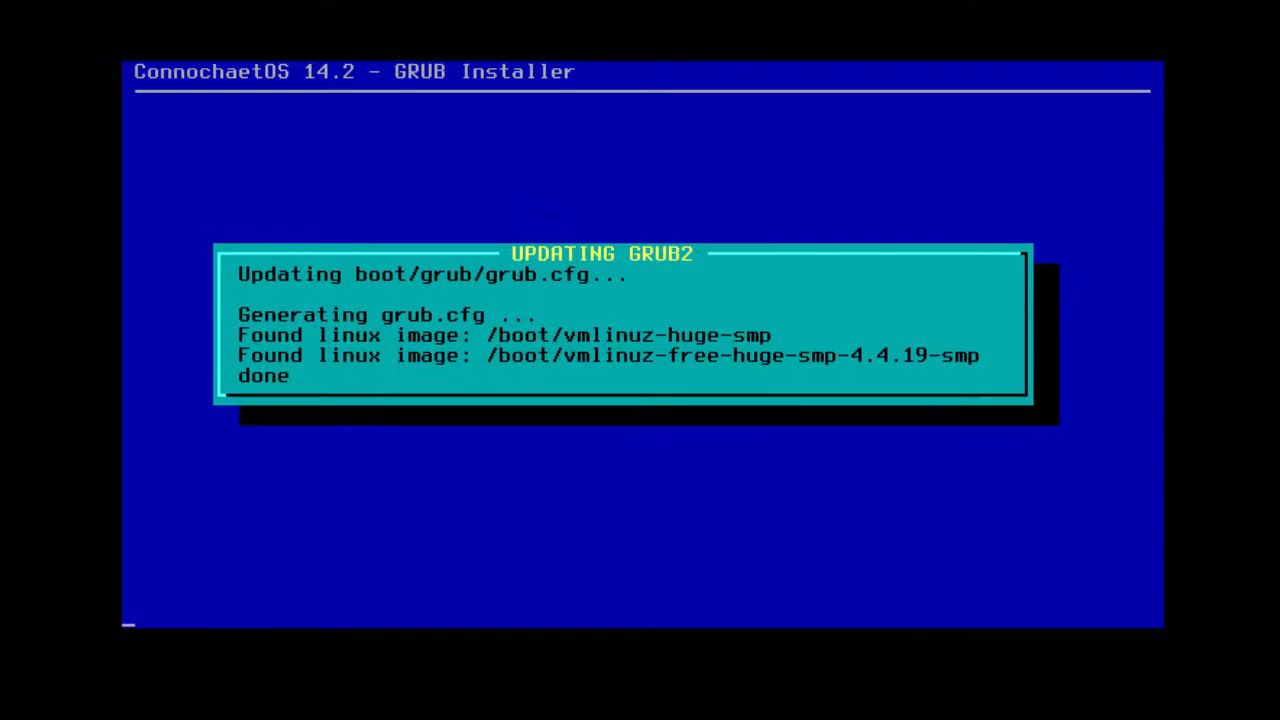 ConnochaetOS 14.2 - GRUB Installer
UPDATING GRUB2
Updating boot/grub/grub.cfg...
Generating grub.cfg ...
Found linux image: /boot/vmlinuz-huge-smp
Found linux image: /boot/vmlinuz-free-huge-smp-4.4.19-smp
done